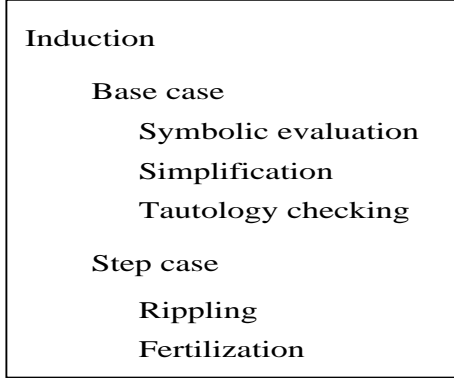 Induction
Base case
Symbolic evaluation
Simplification
Tautology checking
Step case
Rippling
Fertilization